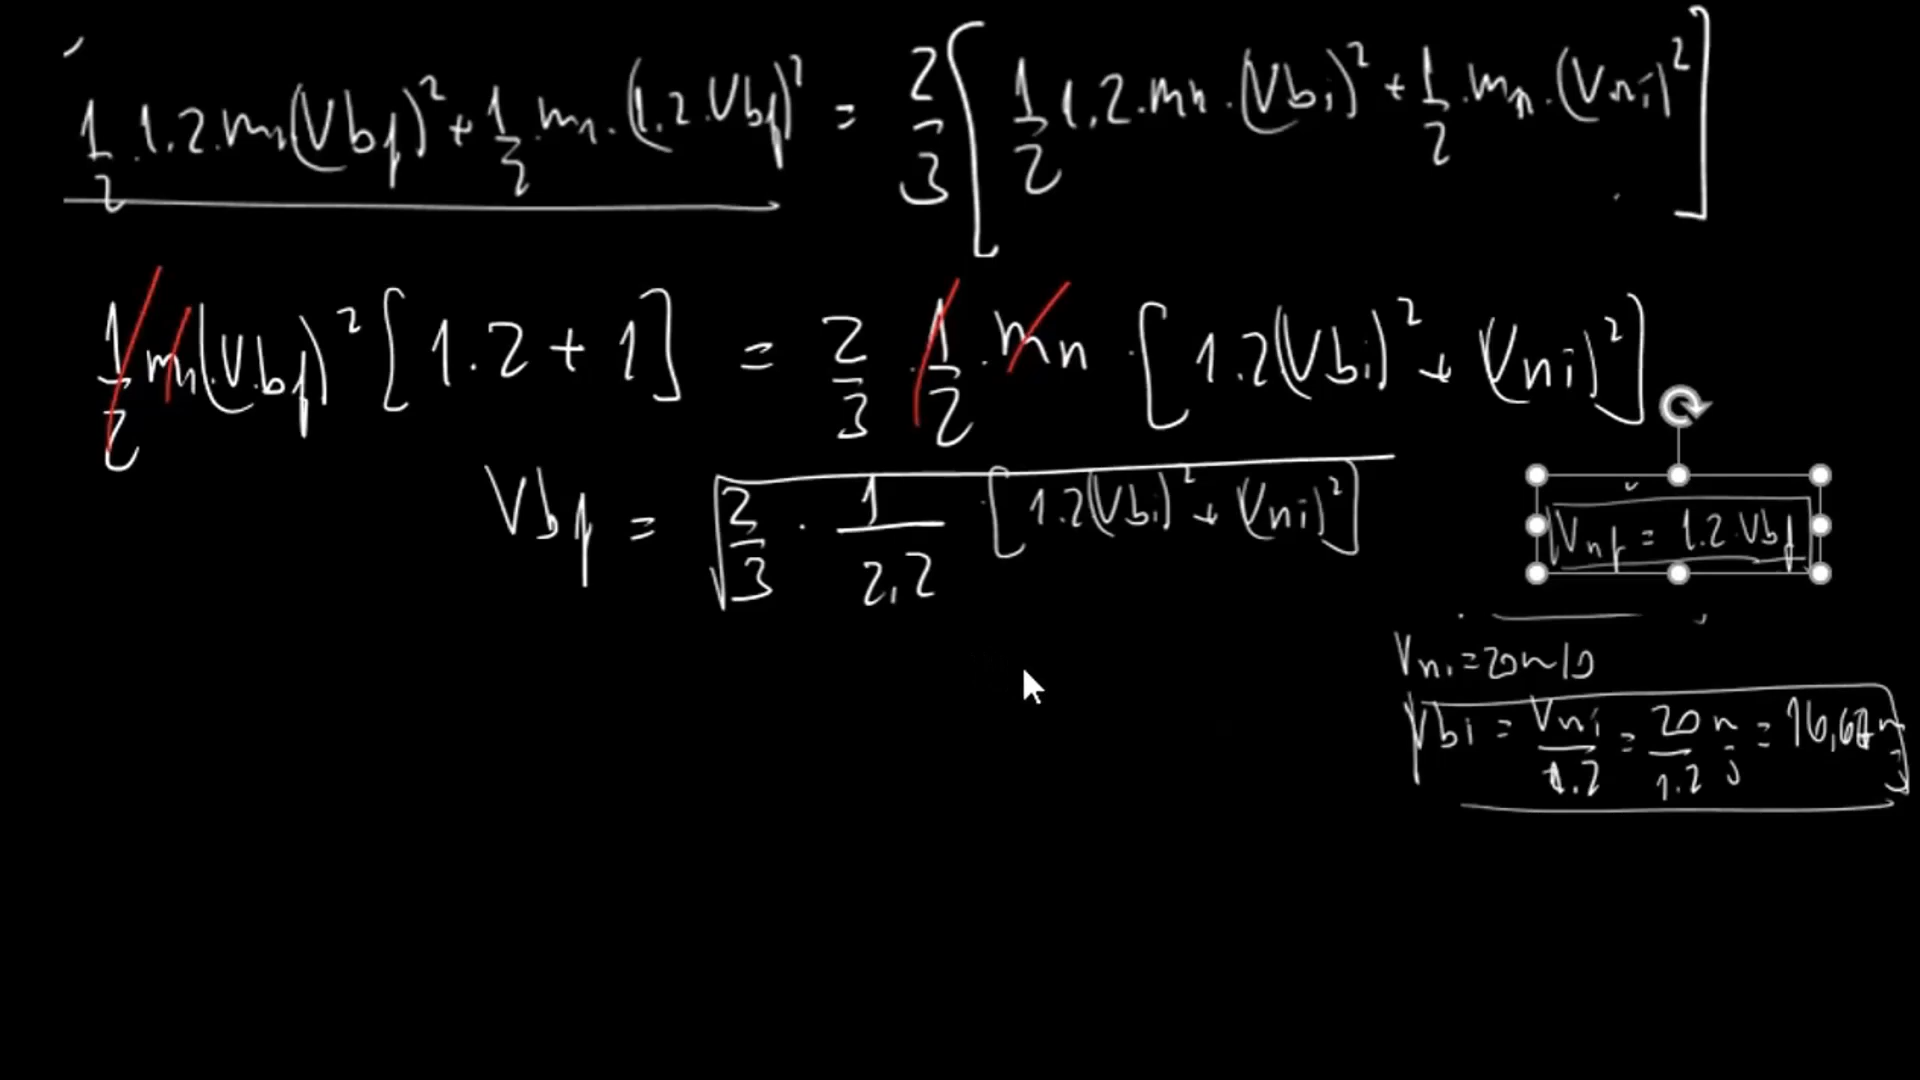 1/2 · 1.2 · mn (Vbf)² + 1/2 · mn · (1.2 · Vbf)² = 2/3 [ 1/2 1.2 · mn · (Vbi)² + 1/2 · mn · (Vni)² ]
1/2 mn (Vbf)² [ 1.2 + 1 ] = 2/3 · 1/2 · mn · [ 1.2 (Vbi)² + (Vni)² ]
Vbf = √( 2/3 · 1/2,2 · [ 1.2 (Vbi)² + (Vni)² ] )
Vnf = 1.2 · Vbf
Vni = 20 m/s
Vbi = Vni/1.2 = 20/1.2 m/s = 16,67 m/s